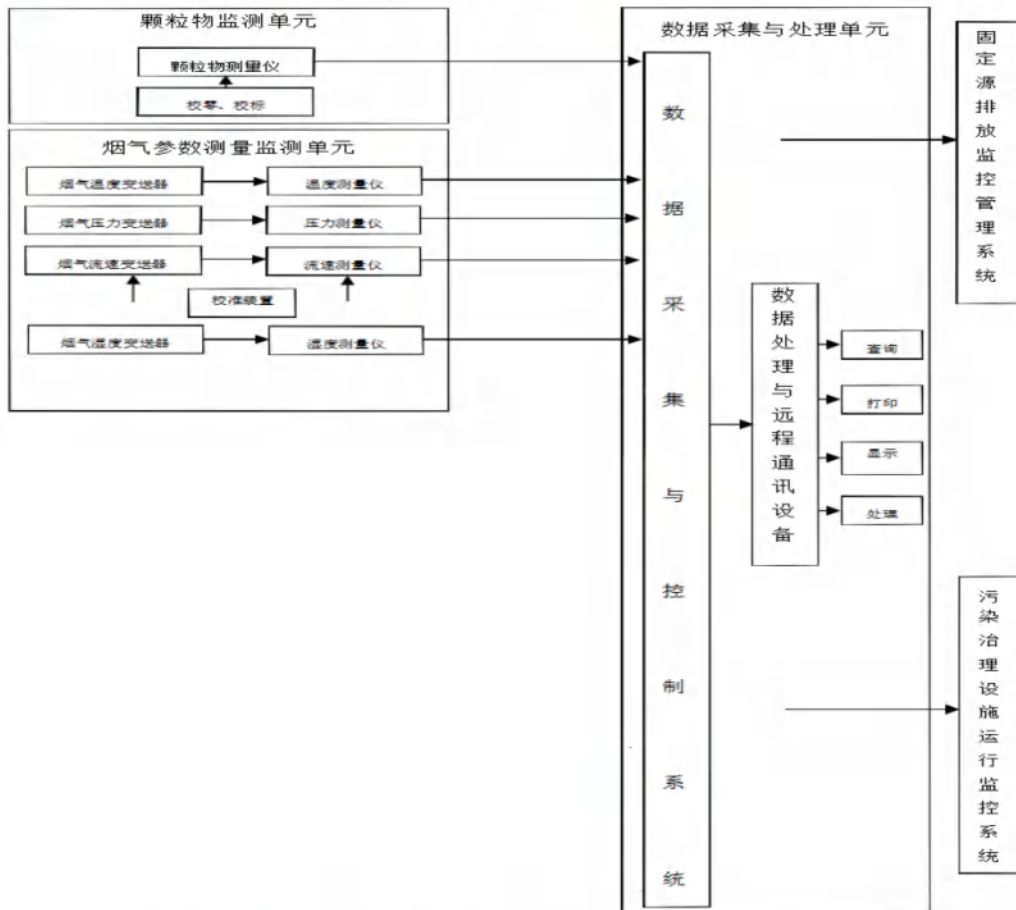 颗粒物监测单元
颗粒物测量仪
校零、校标
烟气参数测量监测单元
烟气温度变送器
温度测量仪
烟气压力变送器
压力测量仪
烟气流速变送器
流速测量仪
校准装置
烟气湿度变送器
湿度测量仪
数据采集与处理单元
数据采集与控制系统
数据处理与远程通讯设备
查询
打印
显示
处理
固定源排放监控管理系统
污染治理设施运行监控系统